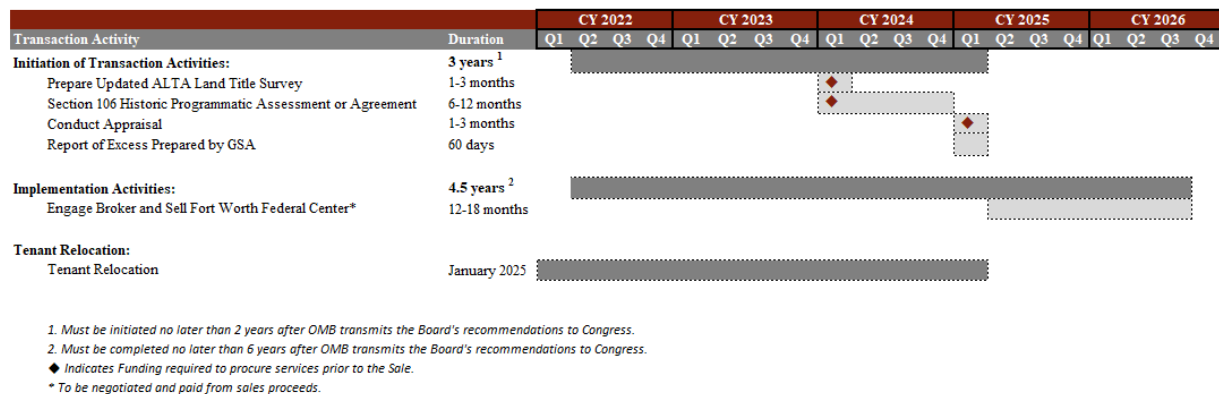 CY 2022 CY 2023 CY 2024 CY 2025 CY 2026
Transaction Activity Duration Q1 Q2 Q3 Q4 Q1 Q2 Q3 Q4 Q1 Q2 Q3 Q4 Q1 Q2 Q3 Q4 Q1 Q2 Q3 Q4
Initiation of Transaction Activities: 3 years 1
Prepare Updated ALTA Land Title Survey 1-3 months
Section 106 Historic Programmatic Assessment or Agreement 6-12 months
Conduct Appraisal 1-3 months
Report of Excess Prepared by GSA 60 days
Implementation Activities: 4.5 years 2
Engage Broker and Sell Fort Worth Federal Center* 12-18 months
Tenant Relocation:
Tenant Relocation January 2025
1. Must be initiated no later than 2 years after OMB transmits the Board's recommendations to Congress.
2. Must be completed no later than 6 years after OMB transmits the Board's recommendations to Congress.
◆ Indicates Funding required to procure services prior to the Sale.
* To be negotiated and paid from sales proceeds.